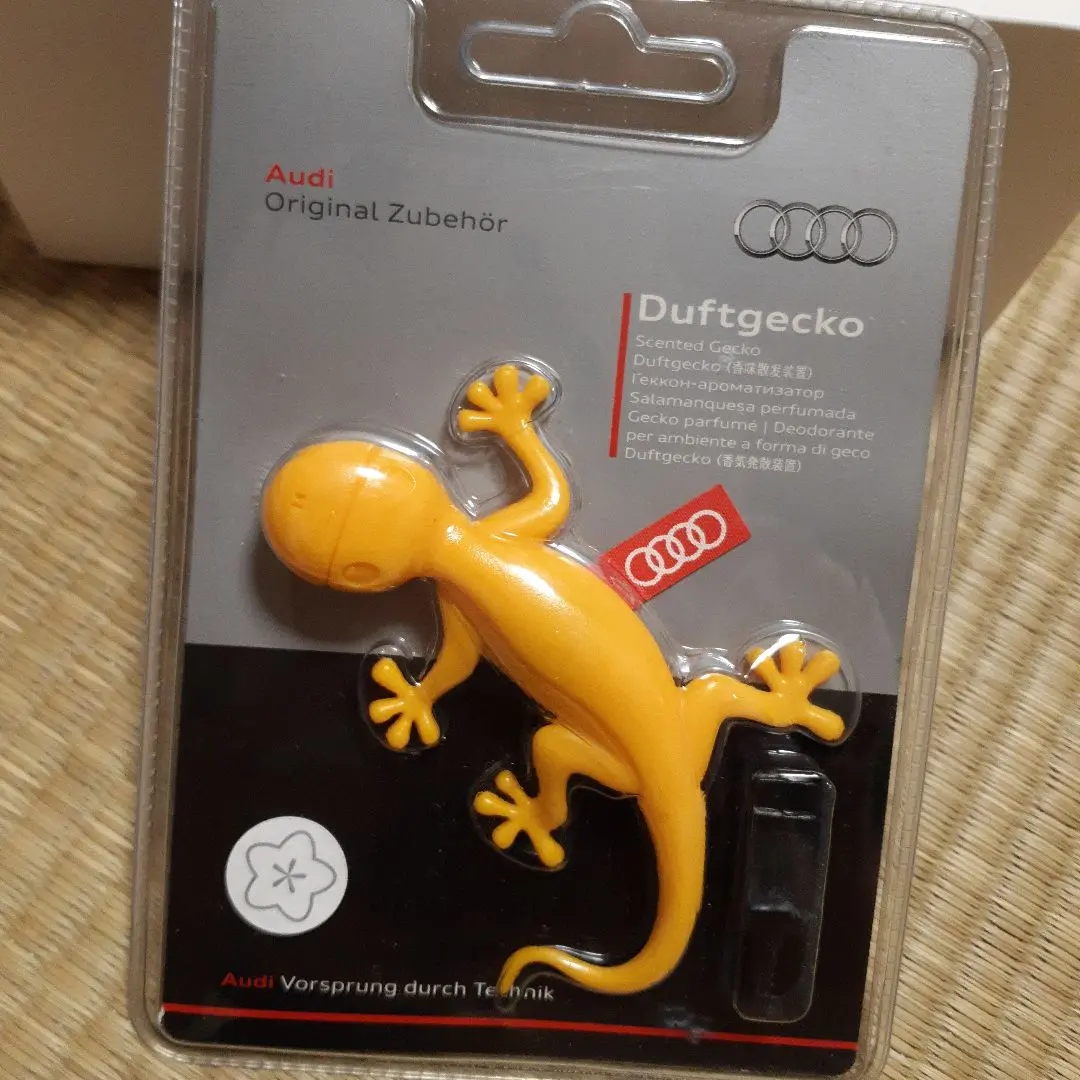 Audi
Original Zubehör
Duftgecko
Scented Gecko
Duftgecko (香味散发装置)
Геккон-ароматизатор
Salamanquesa perfumada
Gecko parfumé | Deodorante
per ambiente a forma di geco
Duftgecko (香気発散装置)
Audi Vorsprung durch Technik